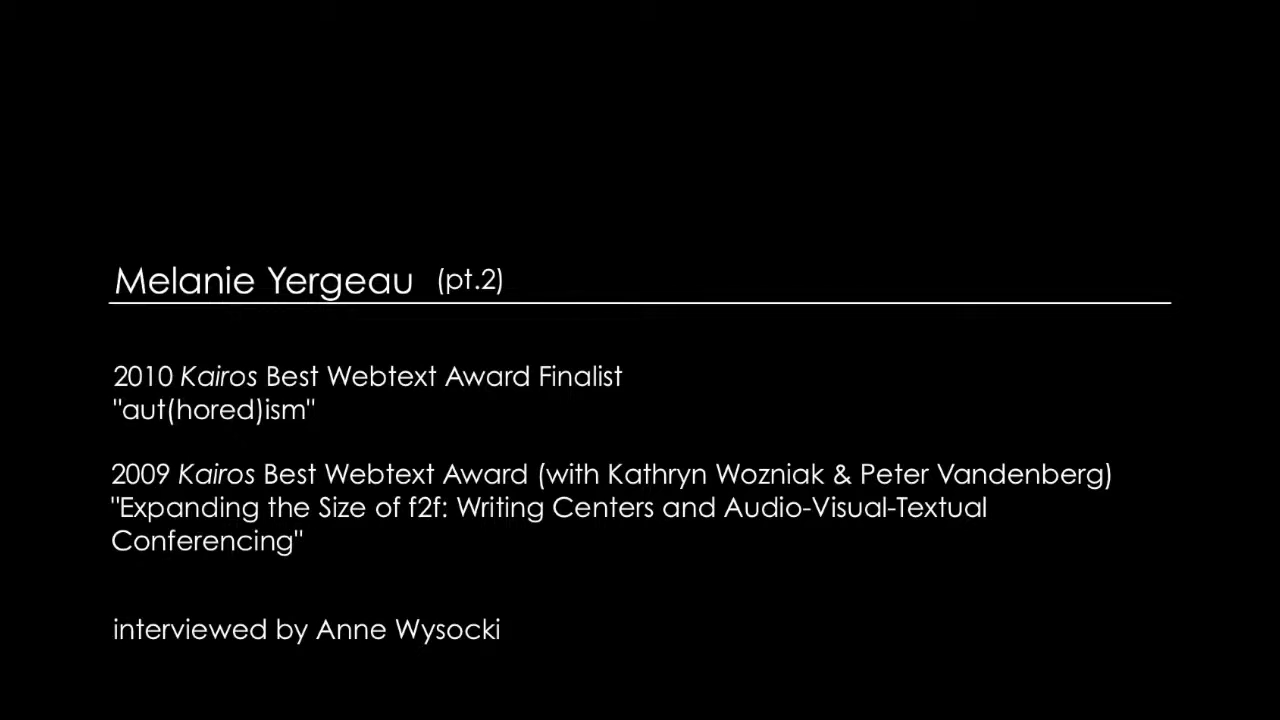 Melanie Yergeau (pt.2)
2010 Kairos Best Webtext Award Finalist
"aut(hored)ism"
2009 Kairos Best Webtext Award (with Kathryn Wozniak & Peter Vandenberg)
"Expanding the Size of f2f: Writing Centers and Audio-Visual-Textual
Conferencing"
interviewed by Anne Wysocki